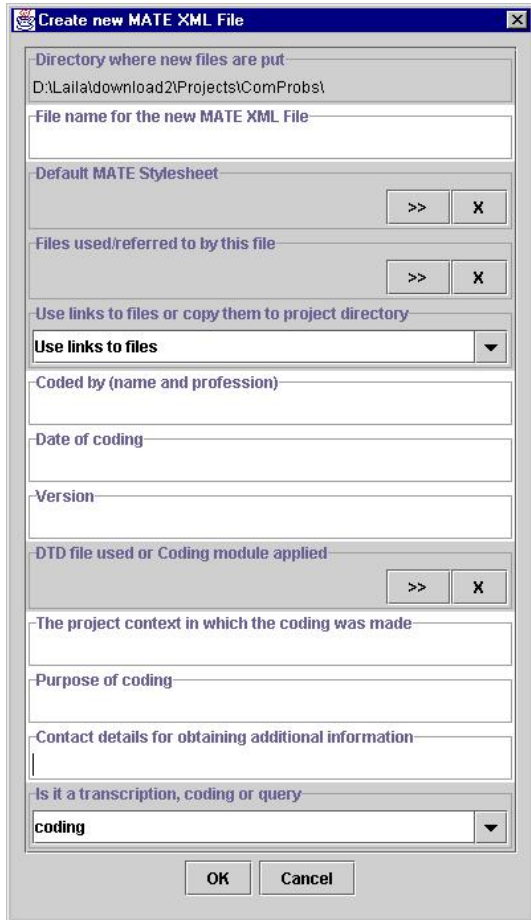 Create new MATE XML File
Directory where new files are put
D:\Laila\download2\Projects\ComProbs\
File name for the new MATE XML File
Default MATE Stylesheet
>> X
Files used/referred to by this file
>> X
Use links to files or copy them to project directory
Use links to files
Coded by (name and profession)
Date of coding
Version
DTD file used or Coding module applied
>> X
The project context in which the coding was made
Purpose of coding
Contact details for obtaining additional information
Is it a transcription, coding or query
coding
OK Cancel